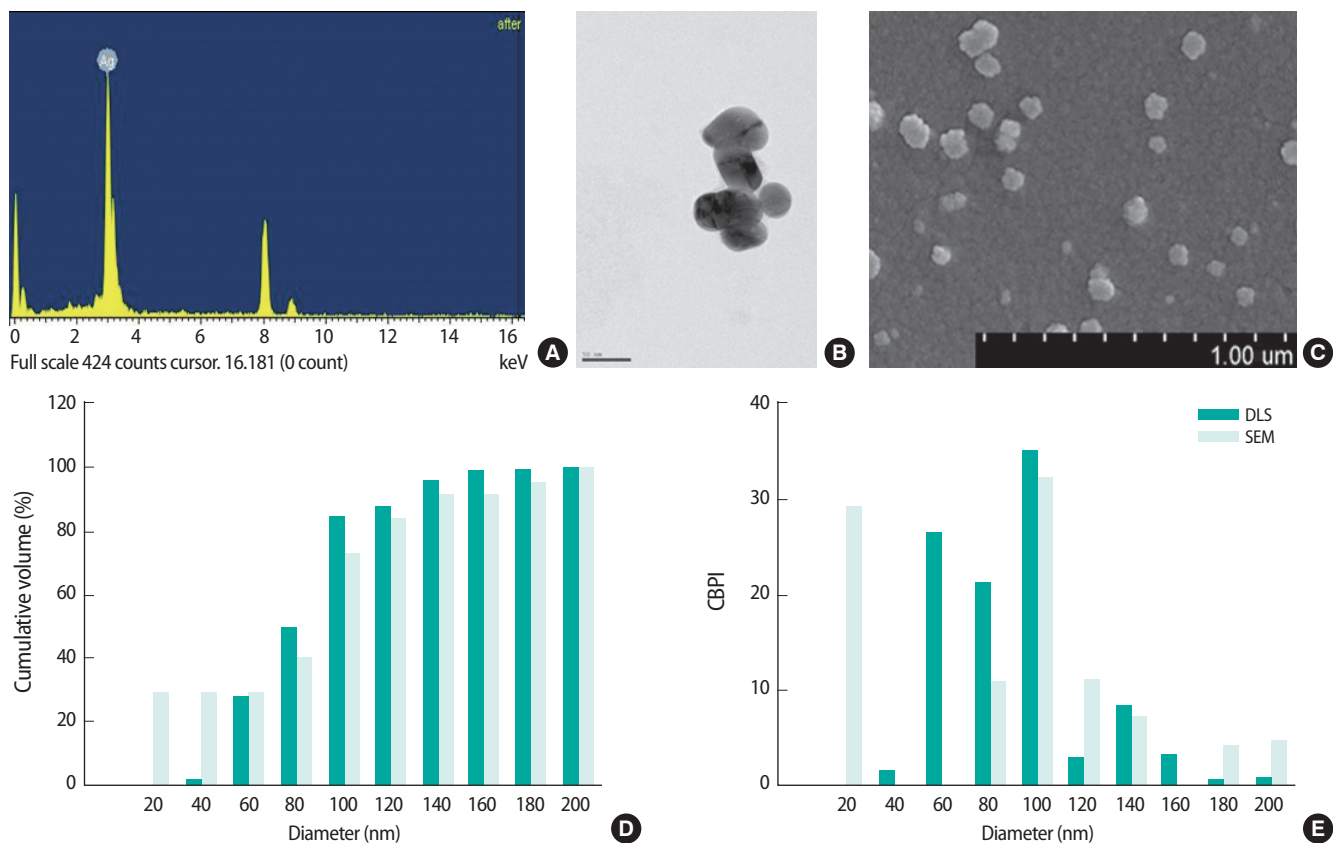 after
Ag
0 2 4 6 8 10 12 14 16
Full scale 424 counts cursor. 16.181 (0 count) keV
A
50 nm
B
1.00 um
C
120
100
80
60
40
20
0
Cumulative volume (%)
20 40 60 80 100 120 140 160 180 200
Diameter (nm)
D
40
30
20
10
0
CBPI
DLS
SEM
20 40 60 80 100 120 140 160 180 200
Diameter (nm)
E